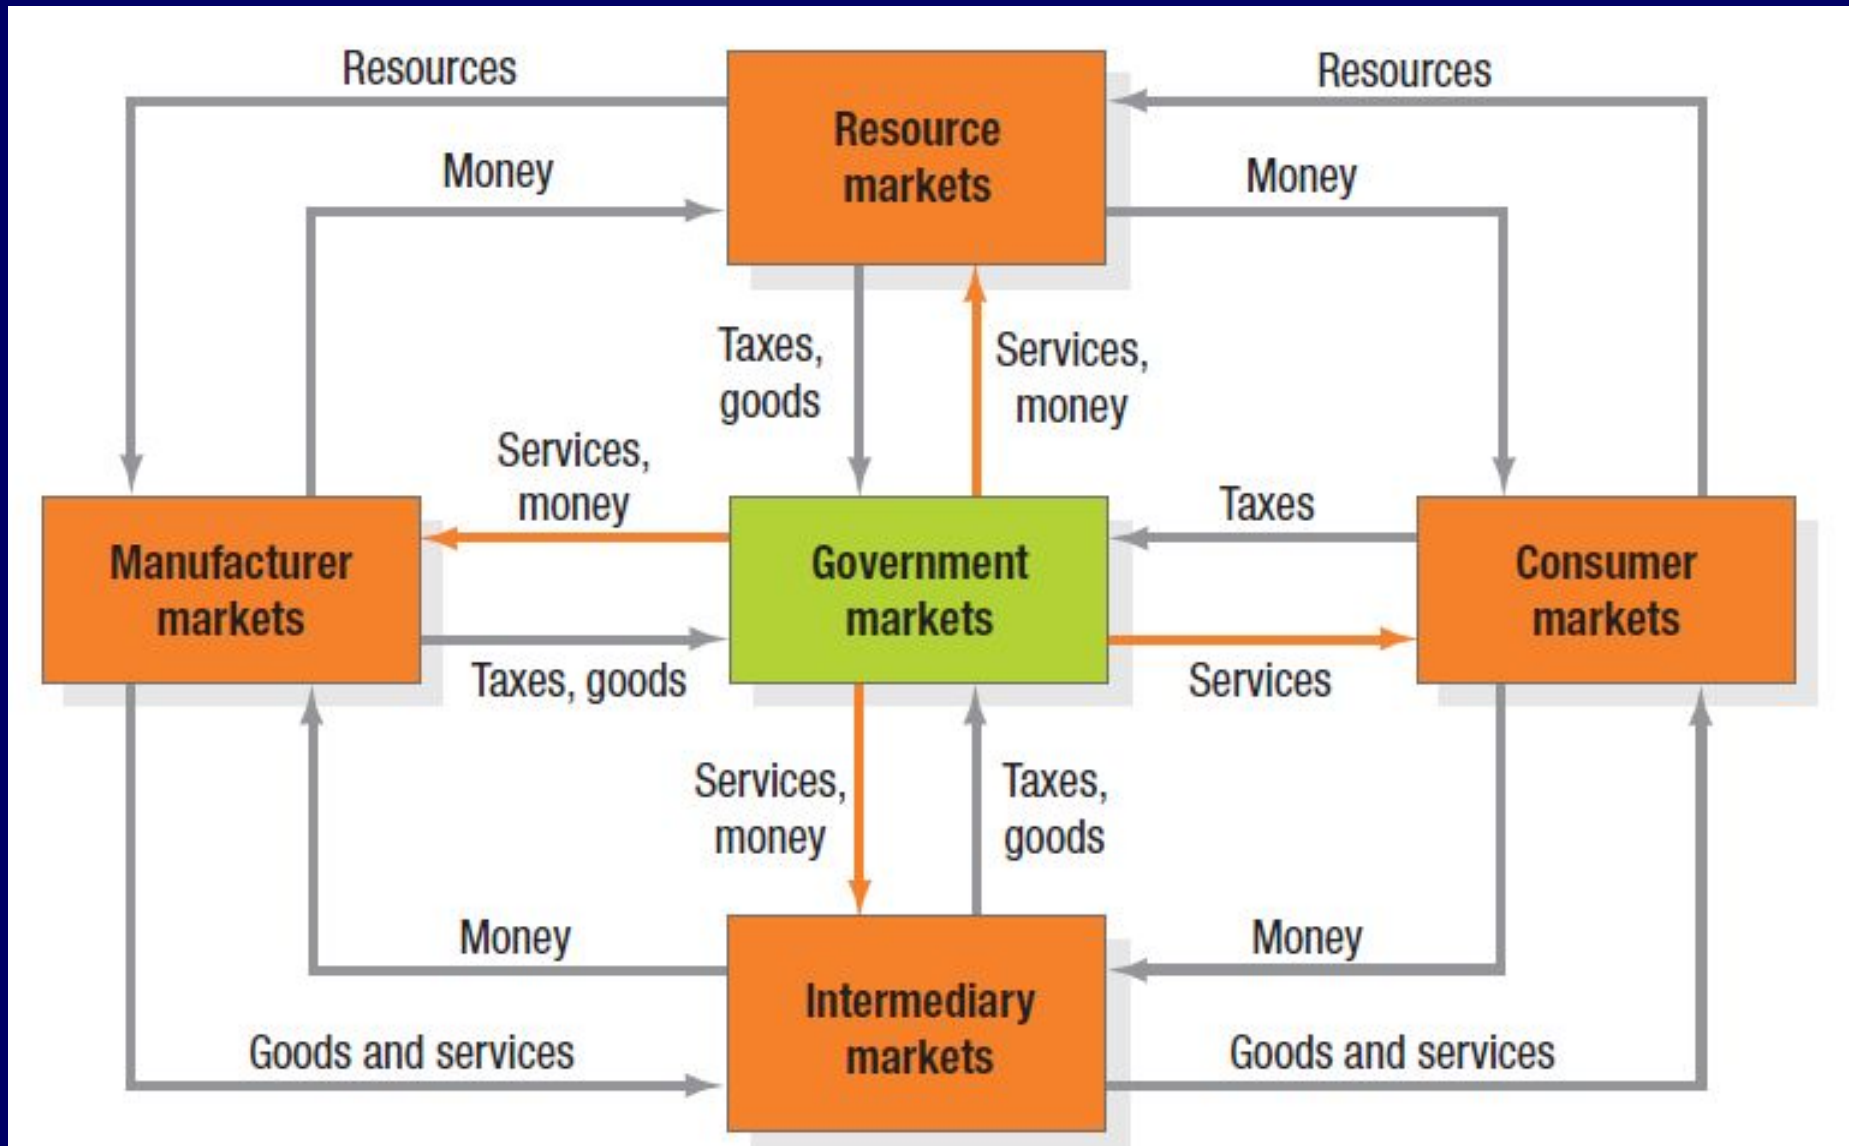 Resources
Resources
Resource
markets
Money
Money
Taxes,
goods
Services,
money
Services,
money
Taxes
Manufacturer
markets
Government
markets
Consumer
markets
Taxes, goods
Services
Services,
money
Taxes,
goods
Money
Money
Intermediary
markets
Goods and services
Goods and services